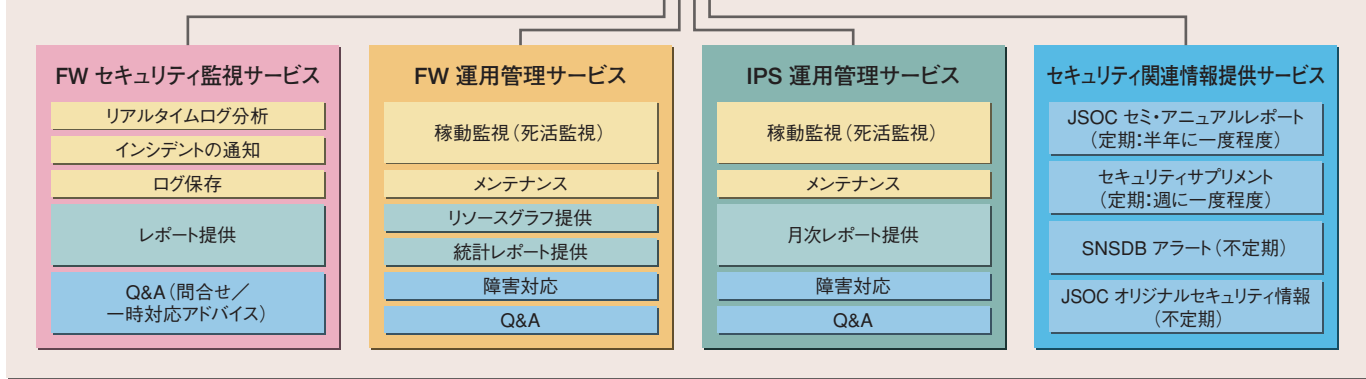 FW セキュリティ監視サービス
リアルタイムログ分析
インシデントの通知
ログ保存
レポート提供
Q&A（問合せ／
一時対応アドバイス）
FW 運用管理サービス
稼動監視（死活監視）
メンテナンス
リソースグラフ提供
統計レポート提供
障害対応
Q&A
IPS 運用管理サービス
稼動監視（死活監視）
メンテナンス
月次レポート提供
障害対応
Q&A
セキュリティ関連情報提供サービス
JSOC セミ・アニュアルレポート
（定期：半年に一度程度）
セキュリティサプリメント
（定期：週に一度程度）
SNSDB アラート（不定期）
JSOC オリジナルセキュリティ情報
（不定期）